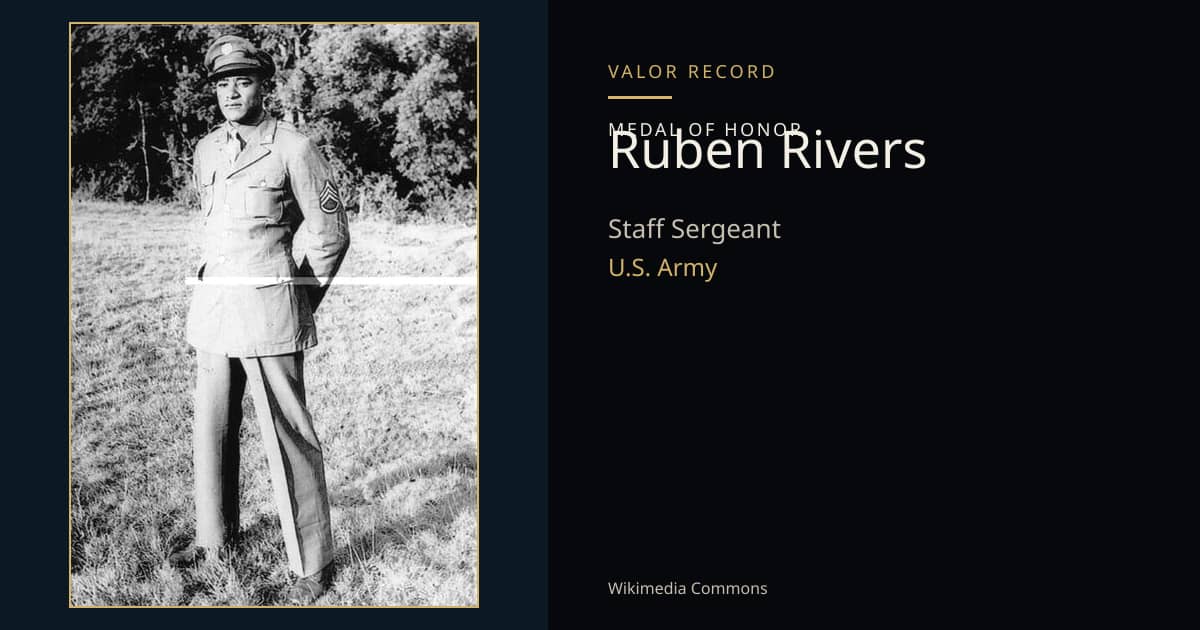 VALOR RECORD
MEDAL OF HONOR
Ruben Rivers
Staff Sergeant
U.S. Army
Wikimedia Commons